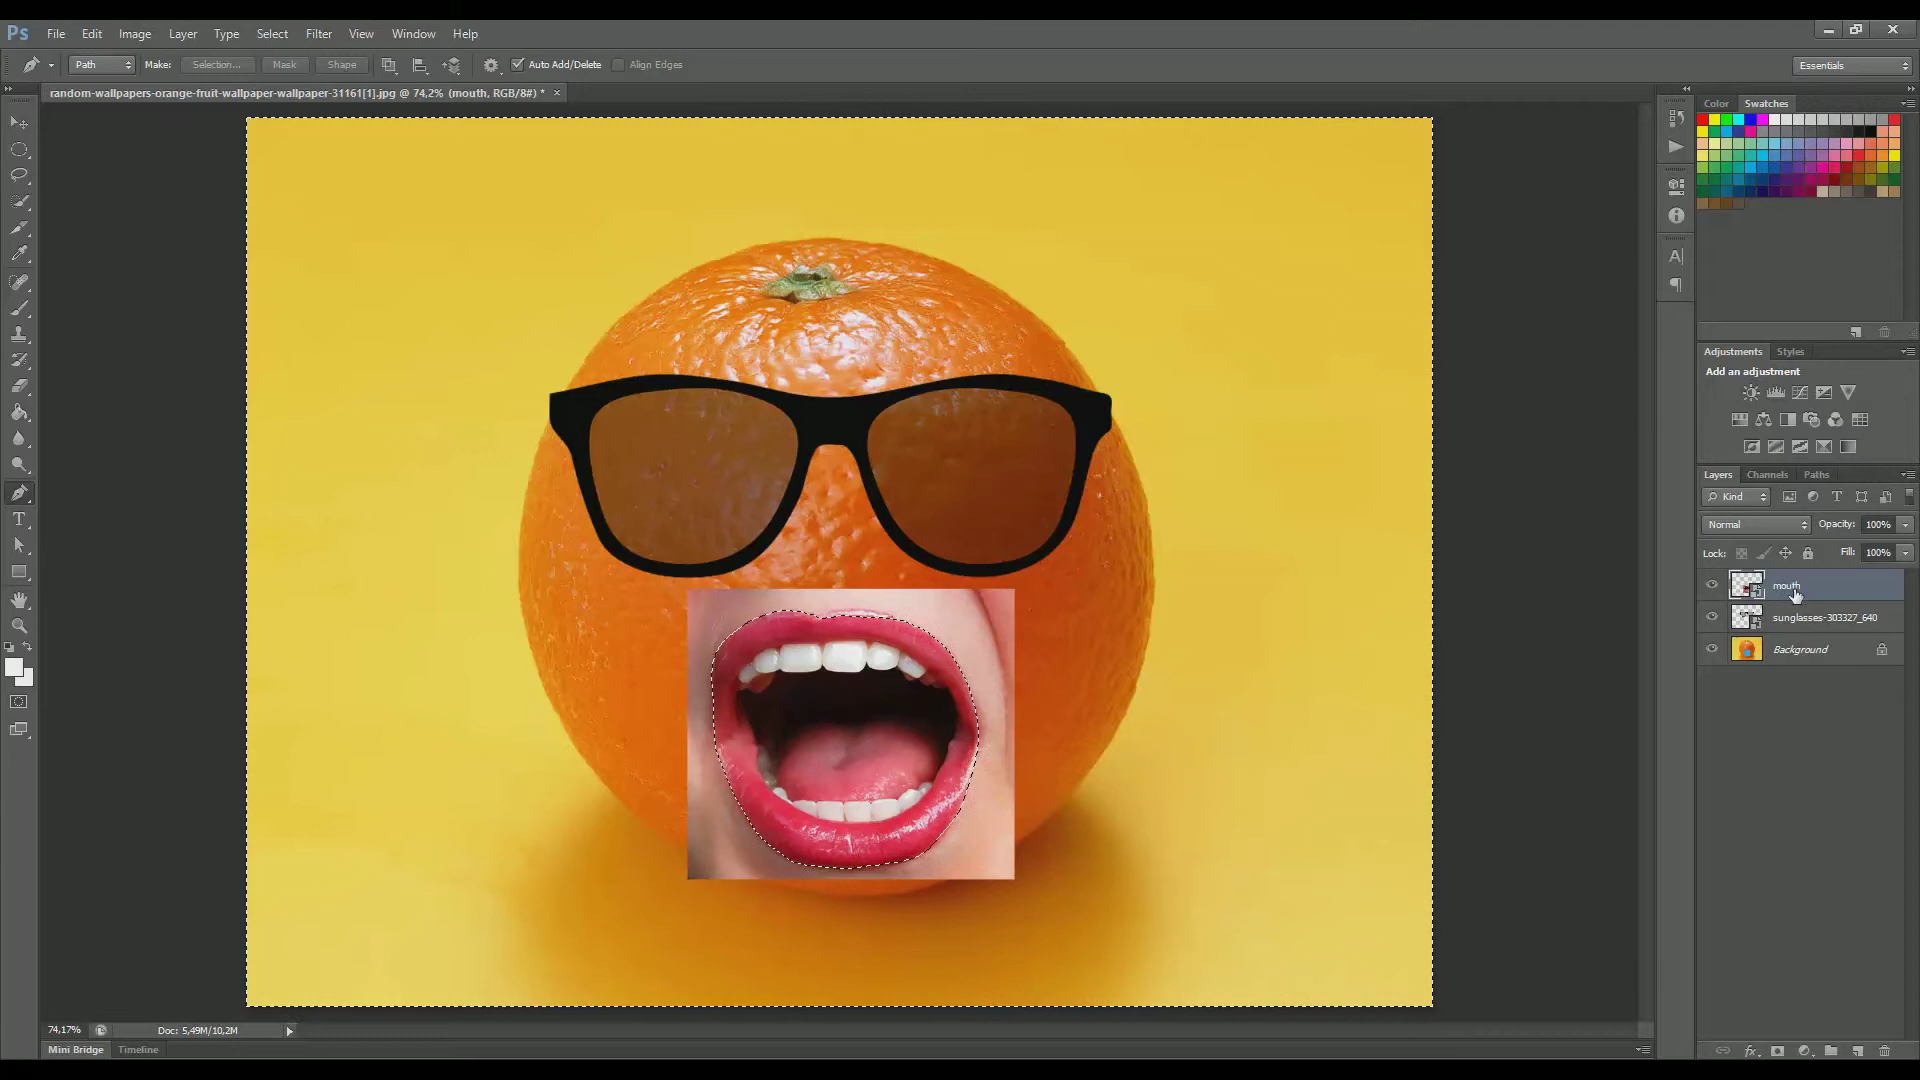 Ps File Edit Image Layer Type Select Filter View Window Help
Path Make: Selection... Mask Shape Auto Add/Delete Align Edges Essentials
random-wallpapers-orange-fruit-wallpaper-wallpaper-31161[1].jpg @ 74,2% (mouth, RGB/8#) *
Color Swatches
Adjustments Styles
Add an adjustment
Layers Channels Paths
Kind
Normal Opacity: 100%
Lock: Fill: 100%
mouth
sunglasses-303327_640
Background
74,17% Doc: 5,49M/10,2M
Mini Bridge Timeline